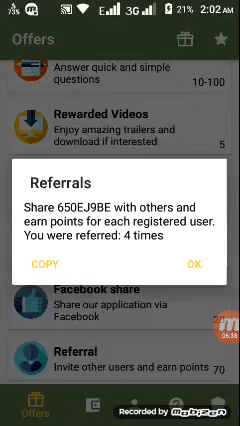 73%
E
3G
21%
2:02 AM
Offers
Answer quick and simple
questions
10-100
Rewarded Videos
Enjoy amazing trailers and
download if interested
5
Referrals
Share 650EJ9BE with others and
earn points for each registered user.
You were referred: 4 times
COPY
OK
Facebook share
Share our application via
Facebook
06:38
Referral
Invite other users and earn points
70
Offers
Recorded by mobizen